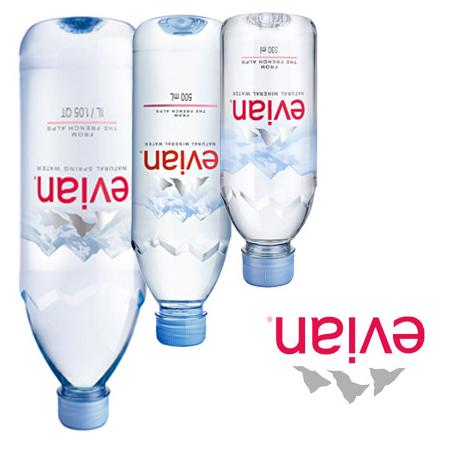 1L / 1.05 QT
THE FRENCH ALPS
FROM
NATURAL SPRING WATER
evian.
500 mL
THE FRENCH ALPS
FROM
NATURAL MINERAL WATER
evian.
330 ml
THE FRENCH ALPS
FROM
NATURAL MINERAL WATER
evian.
evian®